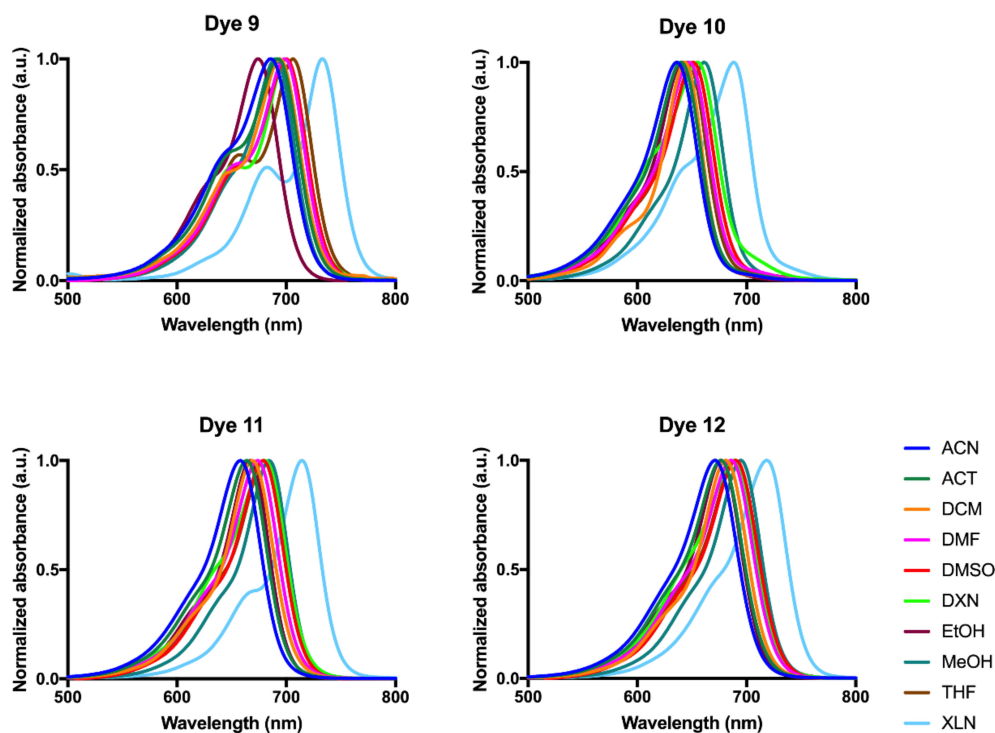 Dye 9
Normalized absorbance (a.u.)
1.0
0.5
0.0
500 600 700 800
Wavelength (nm)
Dye 10
Normalized absorbance (a.u.)
1.0
0.5
0.0
500 600 700 800
Wavelength (nm)
Dye 11
Normalized absorbance (a.u.)
1.0
0.5
0.0
500 600 700 800
Wavelength (nm)
Dye 12
Normalized absorbance (a.u.)
1.0
0.5
0.0
500 600 700 800
Wavelength (nm)
ACN
ACT
DCM
DMF
DMSO
DXN
EtOH
MeOH
THF
XLN